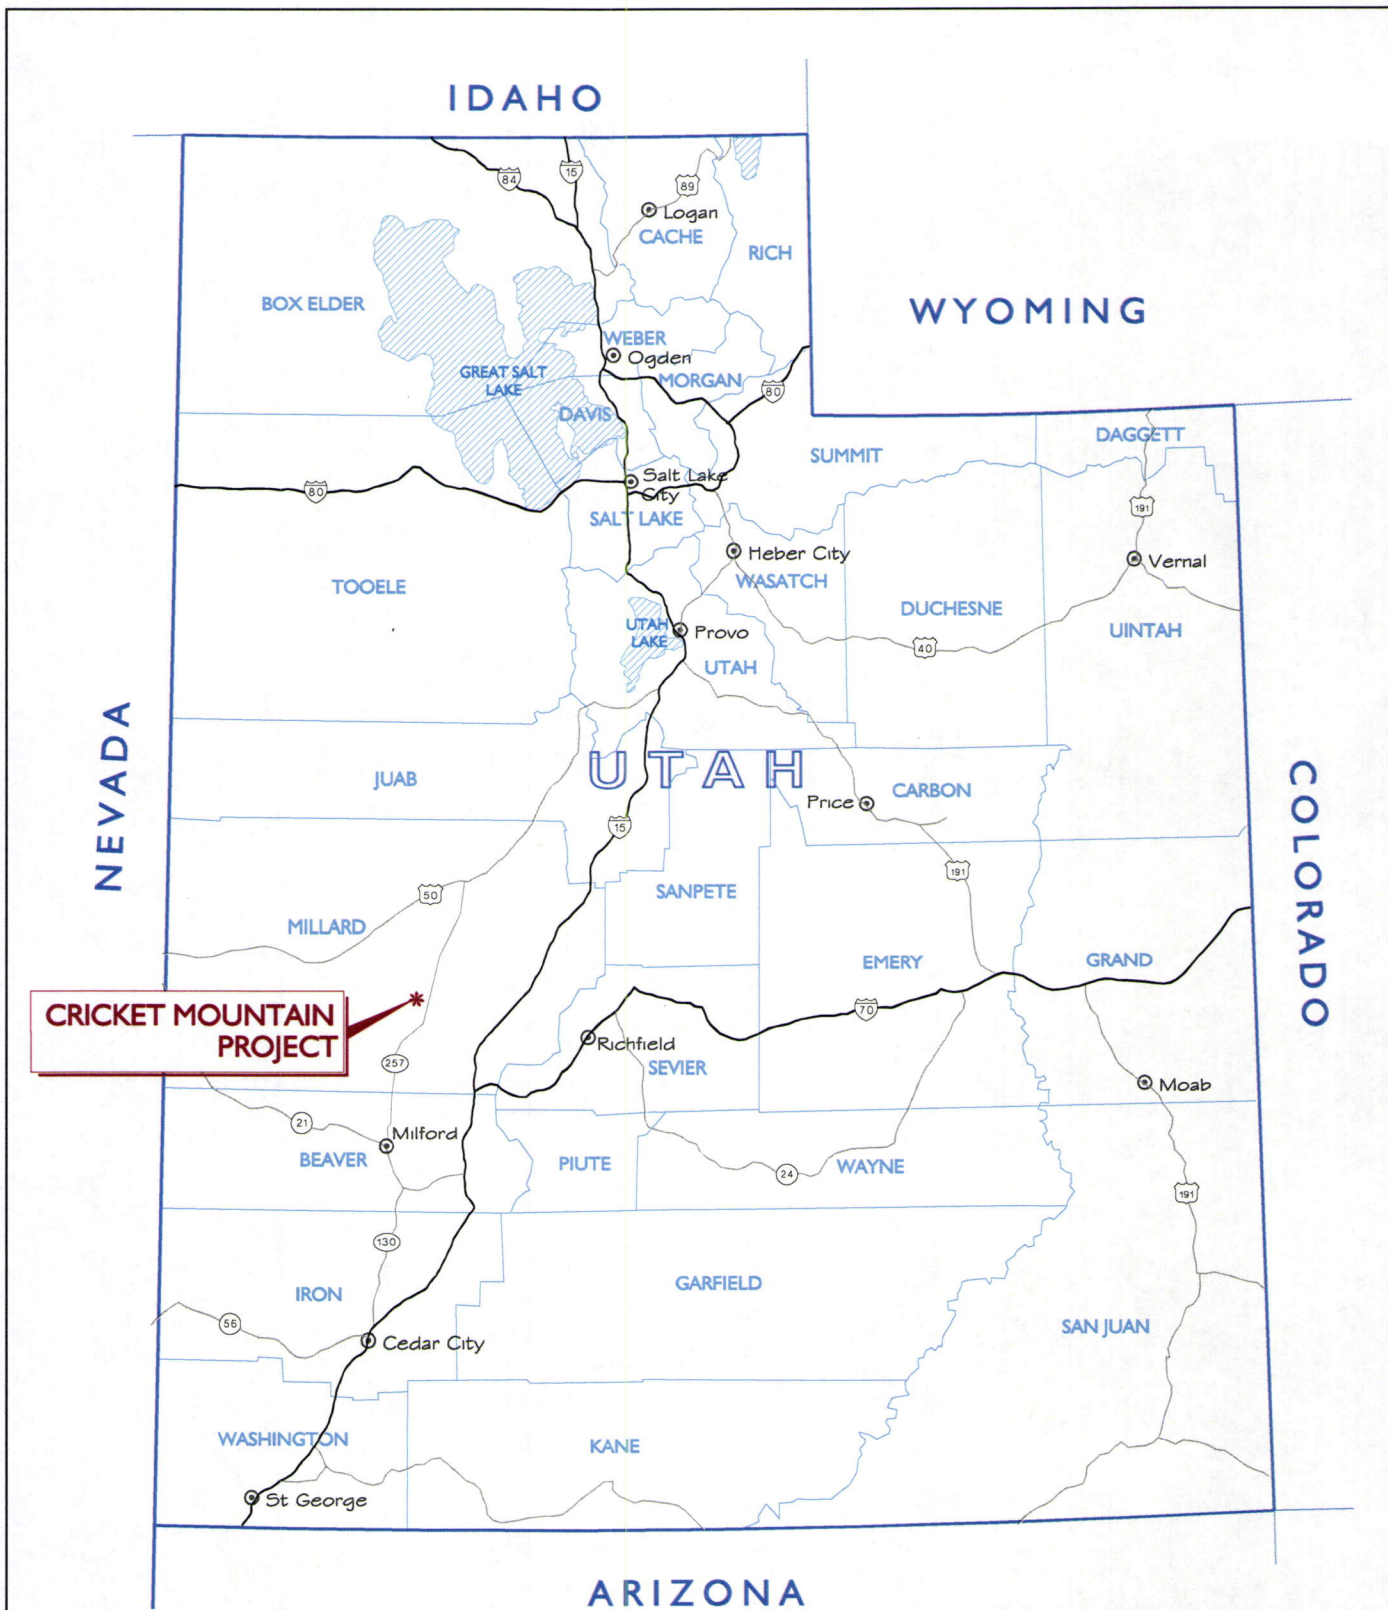 IDAHO
84
15
89
Logan
CACHE
RICH
BOX ELDER
WYOMING
WEBER
Ogden
GREAT SALT
LAKE
MORGAN
80
DAVIS
DAGGETT
SUMMIT
Salt Lake
City
80
191
SALT LAKE
Heber City
Vernal
WASATCH
TOOELE
DUCHESNE
UTAH
LAKE
Provo
UINTAH
40
UTAH
NEVADA
UTAH
JUAB
COLORADO
CARBON
Price
15
191
50
SANPETE
MILLARD
EMERY
GRAND
CRICKET MOUNTAIN
PROJECT
70
Richfield
257
SEVIER
Moab
21
Milford
BEAVER
PIUTE
WAYNE
24
191
130
GARFIELD
IRON
56
SAN JUAN
Cedar City
WASHINGTON
KANE
St George
ARIZONA